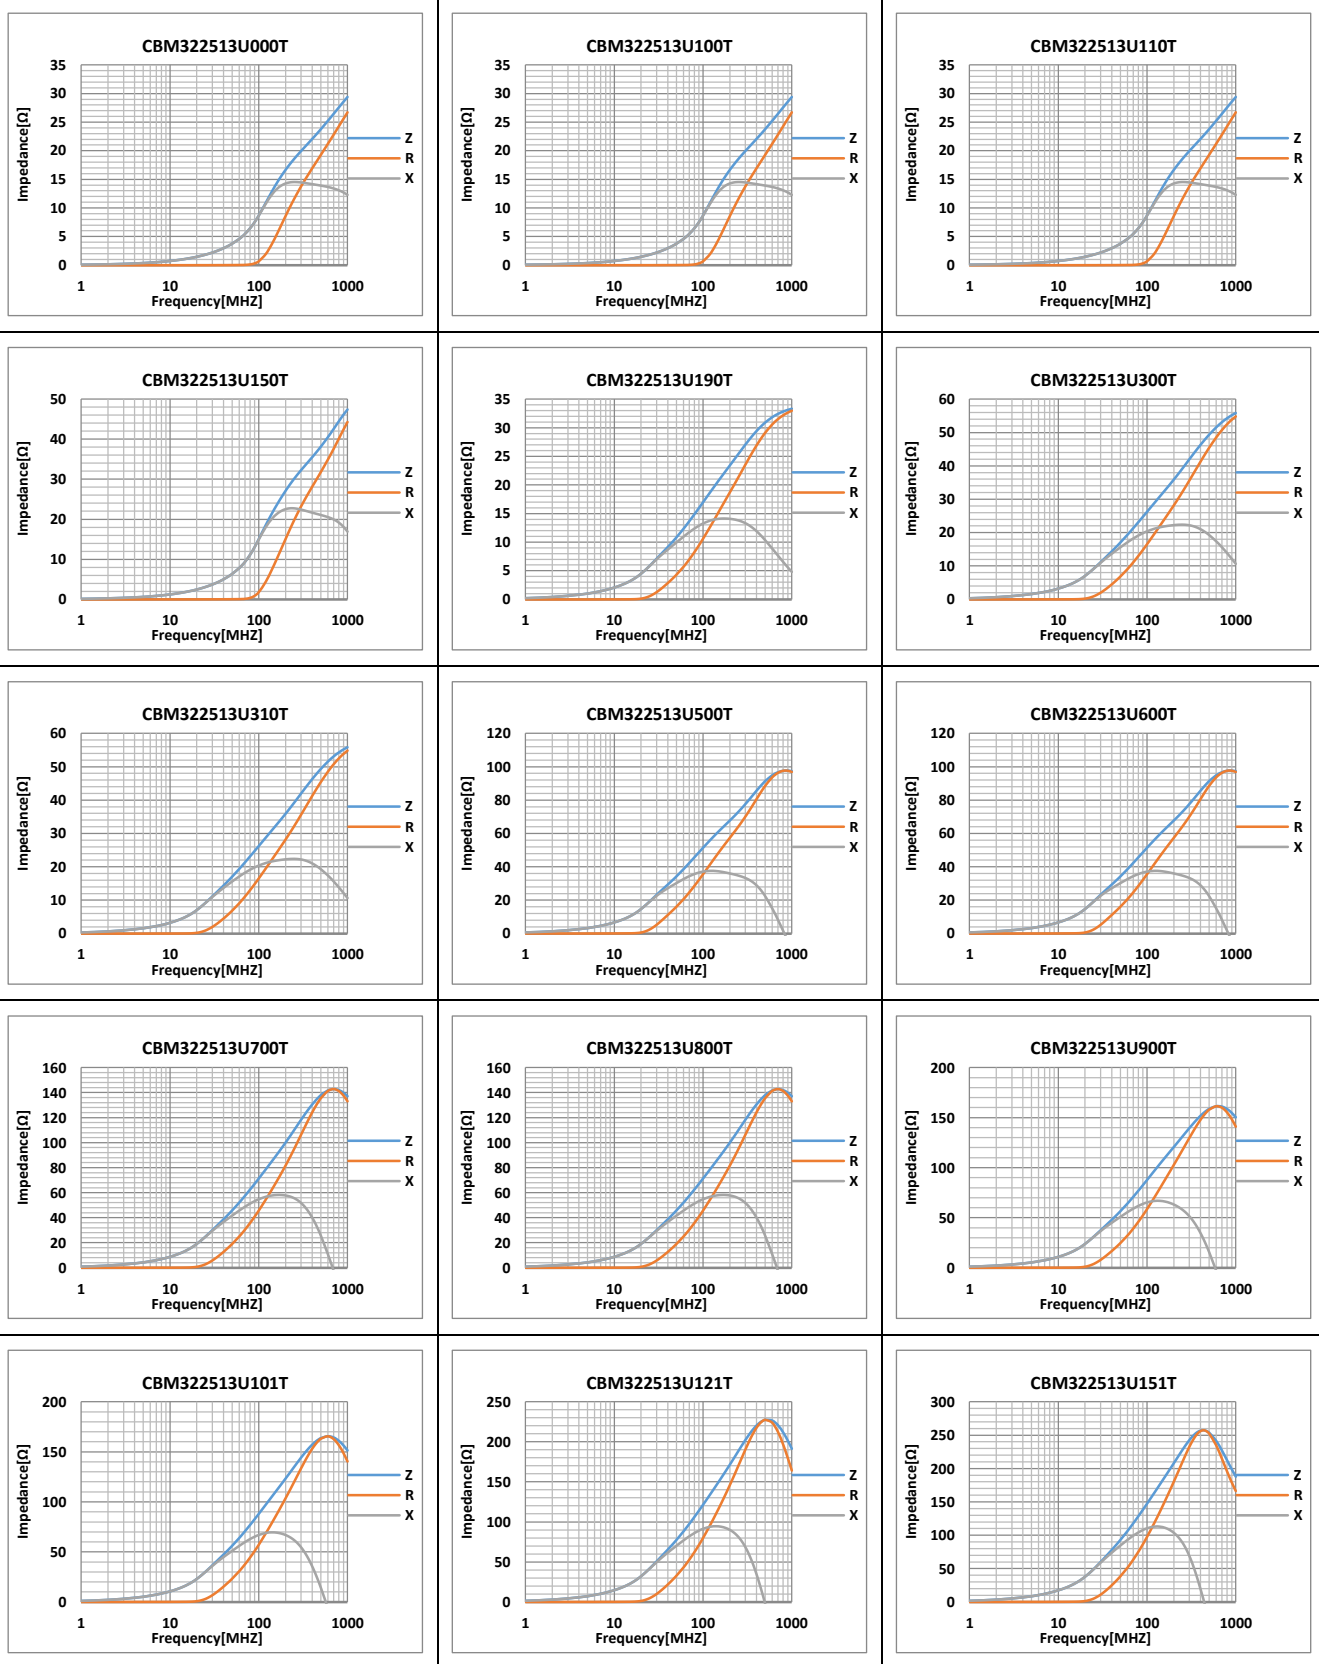 CBM322513U000T
Impedance[Ω]
35
30
25
20
15
10
5
0
1 10 100 1000
Frequency[MHZ]
Z
R
X
CBM322513U100T
Impedance[Ω]
35
30
25
20
15
10
5
0
1 10 100 1000
Frequency[MHZ]
Z
R
X
CBM322513U110T
Impedance[Ω]
35
30
25
20
15
10
5
0
1 10 100 1000
Frequency[MHZ]
Z
R
X
CBM322513U150T
Impedance[Ω]
50
40
30
20
10
0
1 10 100 1000
Frequency[MHZ]
Z
R
X
CBM322513U190T
Impedance[Ω]
35
30
25
20
15
10
5
0
1 10 100 1000
Frequency[MHZ]
Z
R
X
CBM322513U300T
Impedance[Ω]
60
50
40
30
20
10
0
1 10 100 1000
Frequency[MHZ]
Z
R
X
CBM322513U310T
Impedance[Ω]
60
50
40
30
20
10
0
1 10 100 1000
Frequency[MHZ]
Z
R
X
CBM322513U500T
Impedance[Ω]
120
100
80
60
40
20
0
1 10 100 1000
Frequency[MHZ]
Z
R
X
CBM322513U600T
Impedance[Ω]
120
100
80
60
40
20
0
1 10 100 1000
Frequency[MHZ]
Z
R
X
CBM322513U700T
Impedance[Ω]
160
140
120
100
80
60
40
20
0
1 10 100 1000
Frequency[MHZ]
Z
R
X
CBM322513U800T
Impedance[Ω]
160
140
120
100
80
60
40
20
0
1 10 100 1000
Frequency[MHZ]
Z
R
X
CBM322513U900T
Impedance[Ω]
200
150
100
50
0
1 10 100 1000
Frequency[MHZ]
Z
R
X
CBM322513U101T
Impedance[Ω]
200
150
100
50
0
1 10 100 1000
Frequency[MHZ]
Z
R
X
CBM322513U121T
Impedance[Ω]
250
200
150
100
50
0
1 10 100 1000
Frequency[MHZ]
Z
R
X
CBM322513U151T
Impedance[Ω]
300
250
200
150
100
50
0
1 10 100 1000
Frequency[MHZ]
Z
R
X